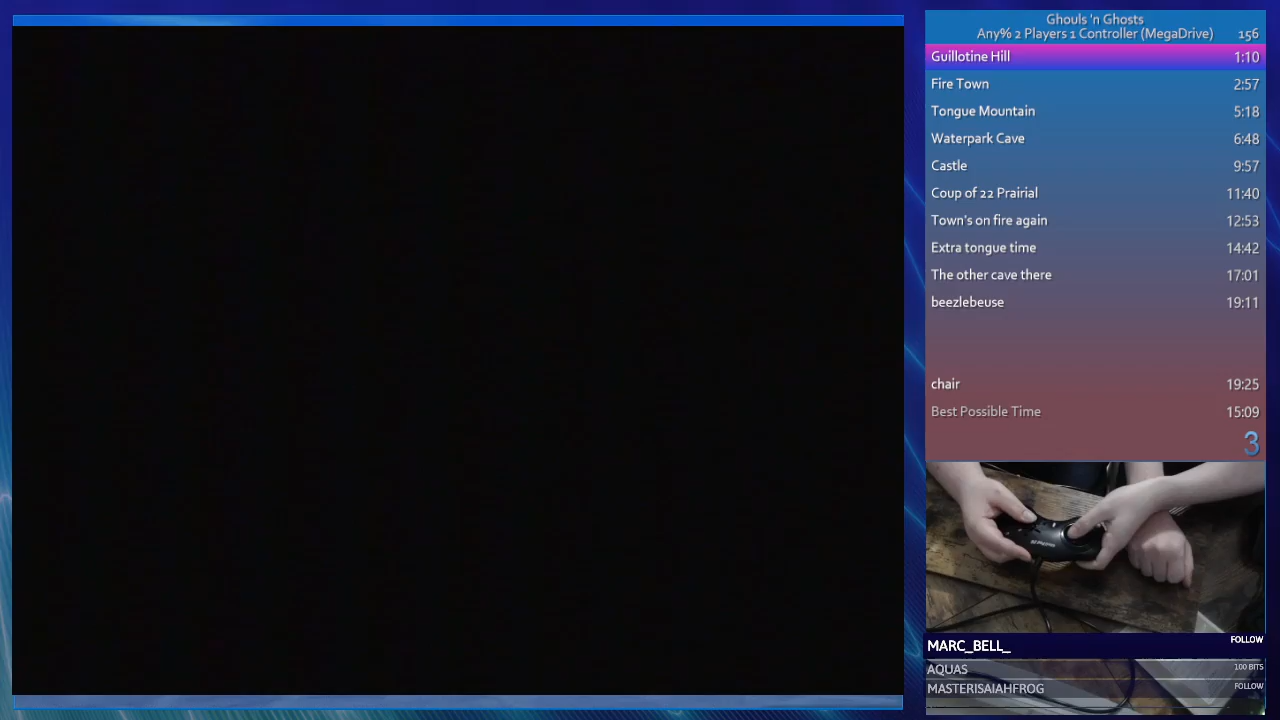 Ghouls 'n Ghosts
Any% 2 Players 1 Controller (MegaDrive) 156
Guillotine Hill 1:10
Fire Town 2:57
Tongue Mountain 5:18
Waterpark Cave 6:48
Castle 9:57
Coup of 22 Prairial 11:40
Town's on fire again 12:53
Extra tongue time 14:42
The other cave there 17:01
beezlebeuse 19:11
chair 19:25
Best Possible Time 15:09
3
MARC_BELL_ FOLLOW
AQUAS 100 BITS
MASTERISAIAHFROG FOLLOW